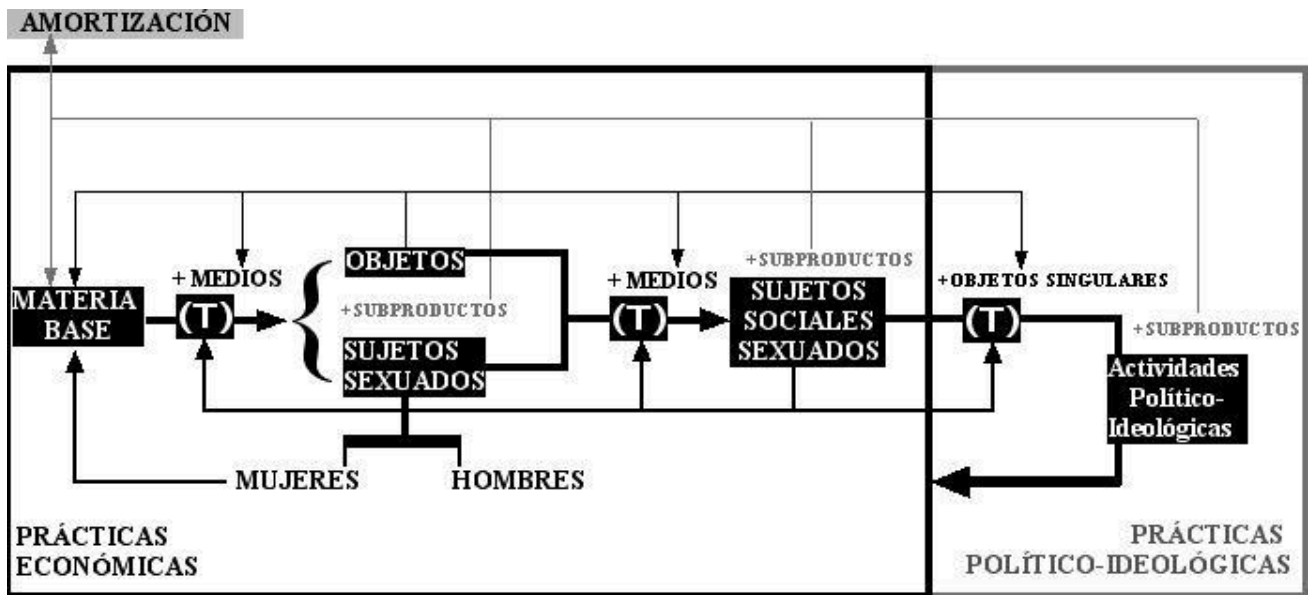 AMORTIZACIÓN
+ MEDIOS
OBJETOS
+ MEDIOS
+SUBPRODUCTOS
+OBJETOS SINGULARES
MATERIA
BASE
(T)
+SUBPRODUCTOS
(T)
SUJETOS
SOCIALES
SEXUADOS
(T)
+SUBPRODUCTOS
SUJETOS
SEXUADOS
Actividades
Político-
Ideológicas
MUJERES
HOMBRES
PRÁCTICAS
ECONÓMICAS
PRÁCTICAS
POLÍTICO-IDEOLÓGICAS